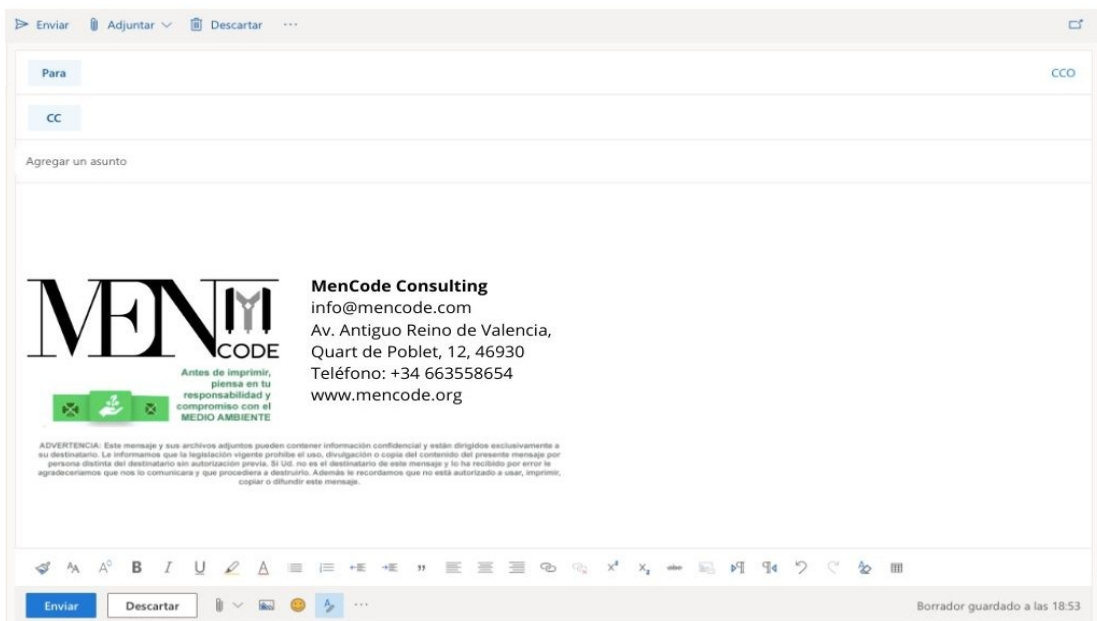 Enviar Adjuntar Descartar ...
Para CCO
CC
Agregar un asunto
MEN
CODE
MenCode Consulting
info@mencode.com
Av. Antiguo Reino de Valencia,
Quart de Poblet, 12, 46930
Teléfono: +34 663558654
www.mencode.org
Antes de imprimir,
piensa en tu
responsabilidad y
compromiso con el
MEDIO AMBIENTE
ADVERTENCIA: Este mensaje y sus archivos adjuntos pueden contener información confidencial y están dirigidos exclusivamente a
su destinatario. Le informamos que la legislación vigente prohíbe el uso, divulgación o copia del contenido del presente mensaje por
persona distinta del destinatario sin autorización previa. Si Ud. no es el destinatario de este mensaje y lo ha recibido por error le
agradeceríamos que nos lo comunicara y que procediera a destruirlo. Además le recordamos que no está autorizado a usar, imprimir,
copiar o difundir este mensaje.
Enviar Descartar ... Borrador guardado a las 18:53